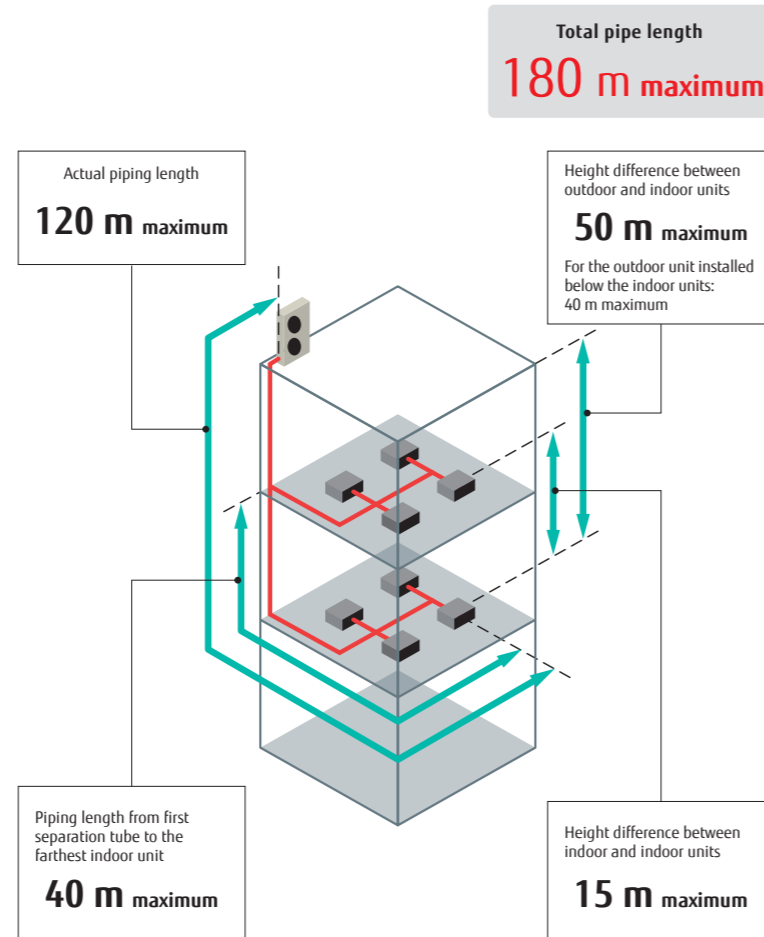 Total pipe length
180 m maximum
Actual piping length
120 m maximum
Height difference between
outdoor and indoor units
50 m maximum
For the outdoor unit installed
below the indoor units:
40 m maximum
Piping length from first
separation tube to the
farthest indoor unit
40 m maximum
Height difference between
indoor and indoor units
15 m maximum